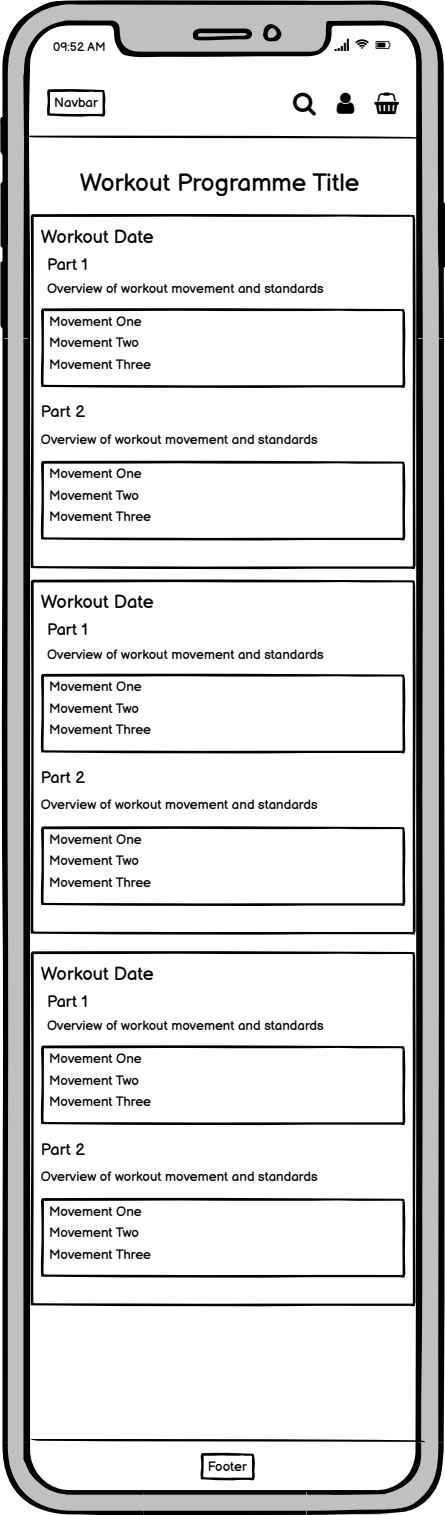 09:52 AM
Navbar
Workout Programme Title
Workout Date
Part 1
Overview of workout movement and standards
Movement One
Movement Two
Movement Three
Part 2
Overview of workout movement and standards
Movement One
Movement Two
Movement Three
Workout Date
Part 1
Overview of workout movement and standards
Movement One
Movement Two
Movement Three
Part 2
Overview of workout movement and standards
Movement One
Movement Two
Movement Three
Workout Date
Part 1
Overview of workout movement and standards
Movement One
Movement Two
Movement Three
Part 2
Overview of workout movement and standards
Movement One
Movement Two
Movement Three
Footer